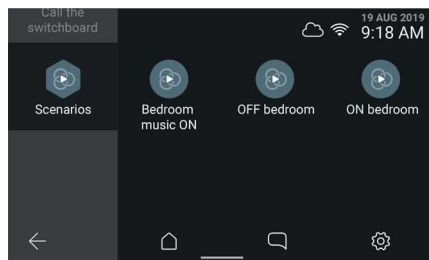 Call the
switchboard
19 AUG 2019
9:18 AM
Scenarios
Bedroom
music ON
OFF bedroom
ON bedroom